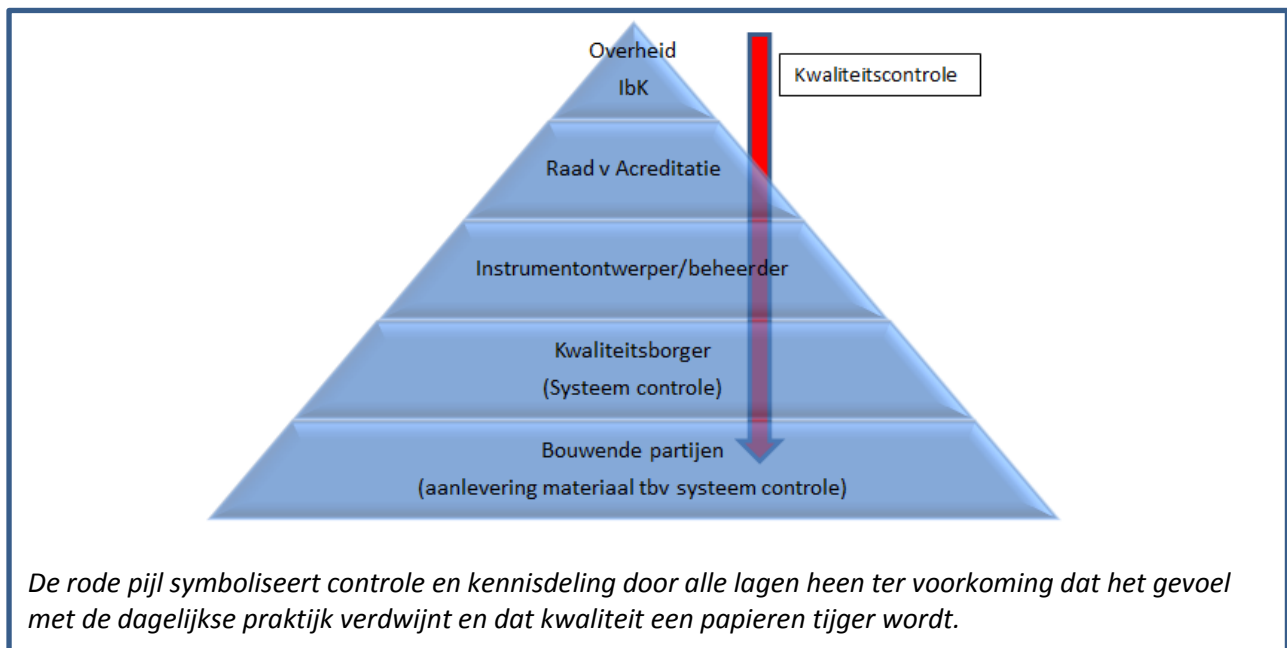 Overheid
IbK
Kwaliteitscontrole
Raad v Acreditatie
Instrumentontwerper/beheerder
Kwaliteitsborger
(Systeem controle)
Bouwende partijen
(aanlevering materiaal tbv systeem controle)
De rode pijl symboliseert controle en kennisdeling door alle lagen heen ter voorkoming dat het gevoel
met de dagelijkse praktijk verdwijnt en dat kwaliteit een papieren tijger wordt.